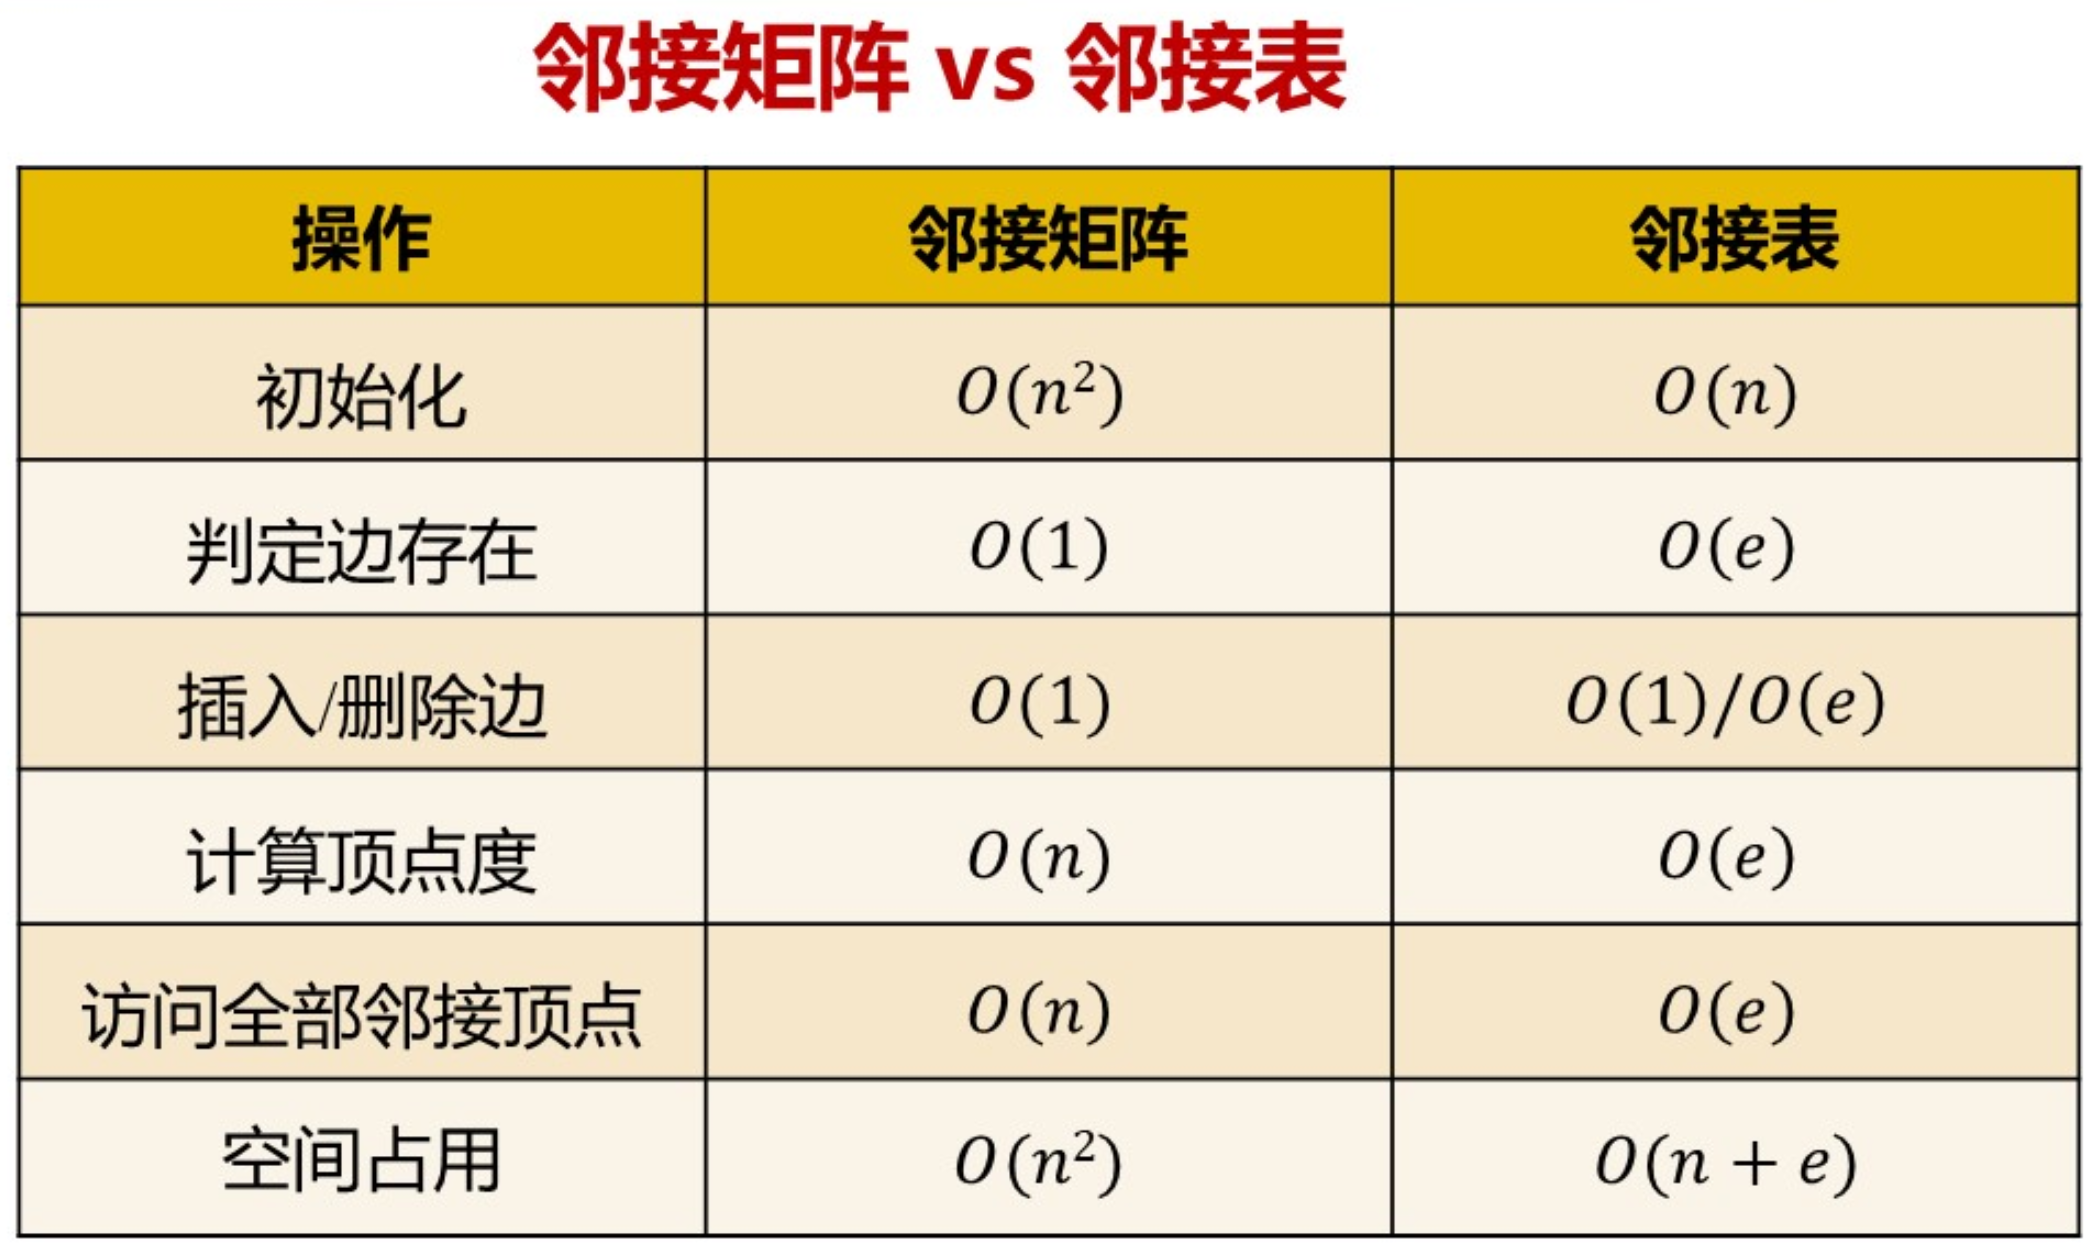 邻接矩阵 vs 邻接表
操作 邻接矩阵 邻接表
初始化 O(n²) O(n)
判定边存在 O(1) O(e)
插入/删除边 O(1) O(1)/O(e)
计算顶点度 O(n) O(e)
访问全部邻接顶点 O(n) O(e)
空间占用 O(n²) O(n + e)